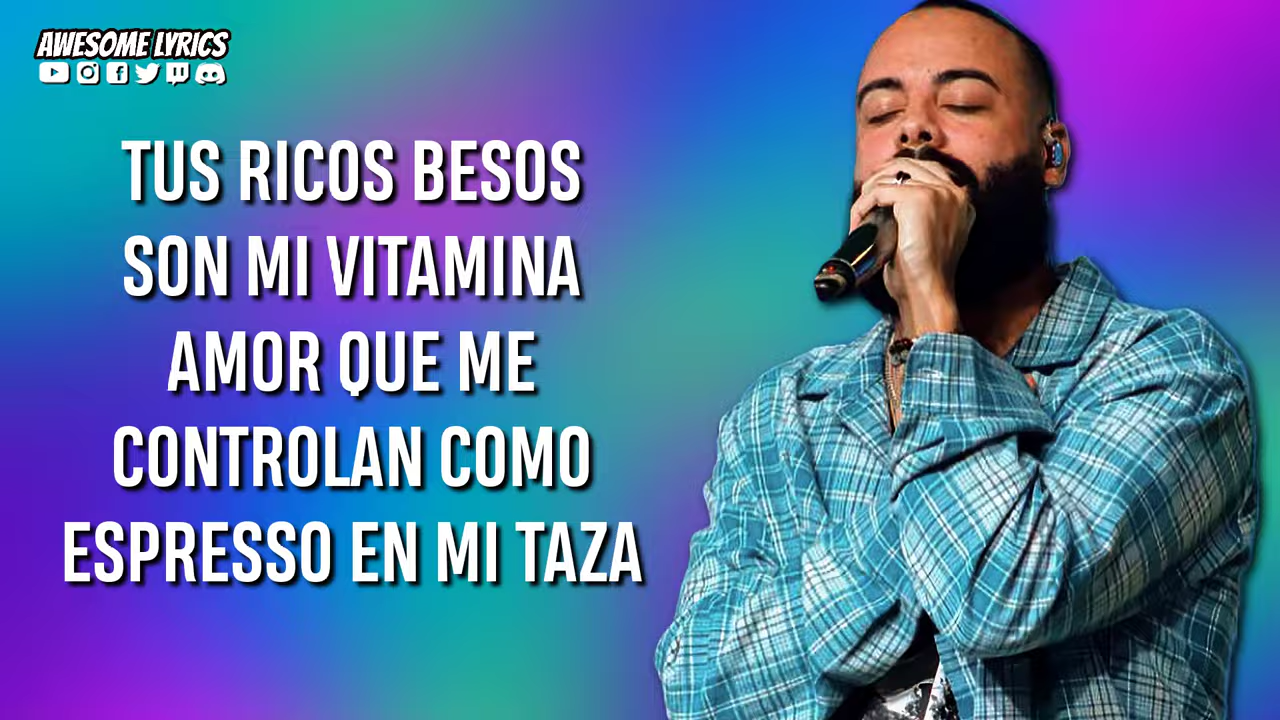 AWESOME LYRICS
TUS RICOS BESOS
SON MI VITAMINA
AMOR QUE ME
CONTROLAN COMO
ESPRESSO EN MI TAZA